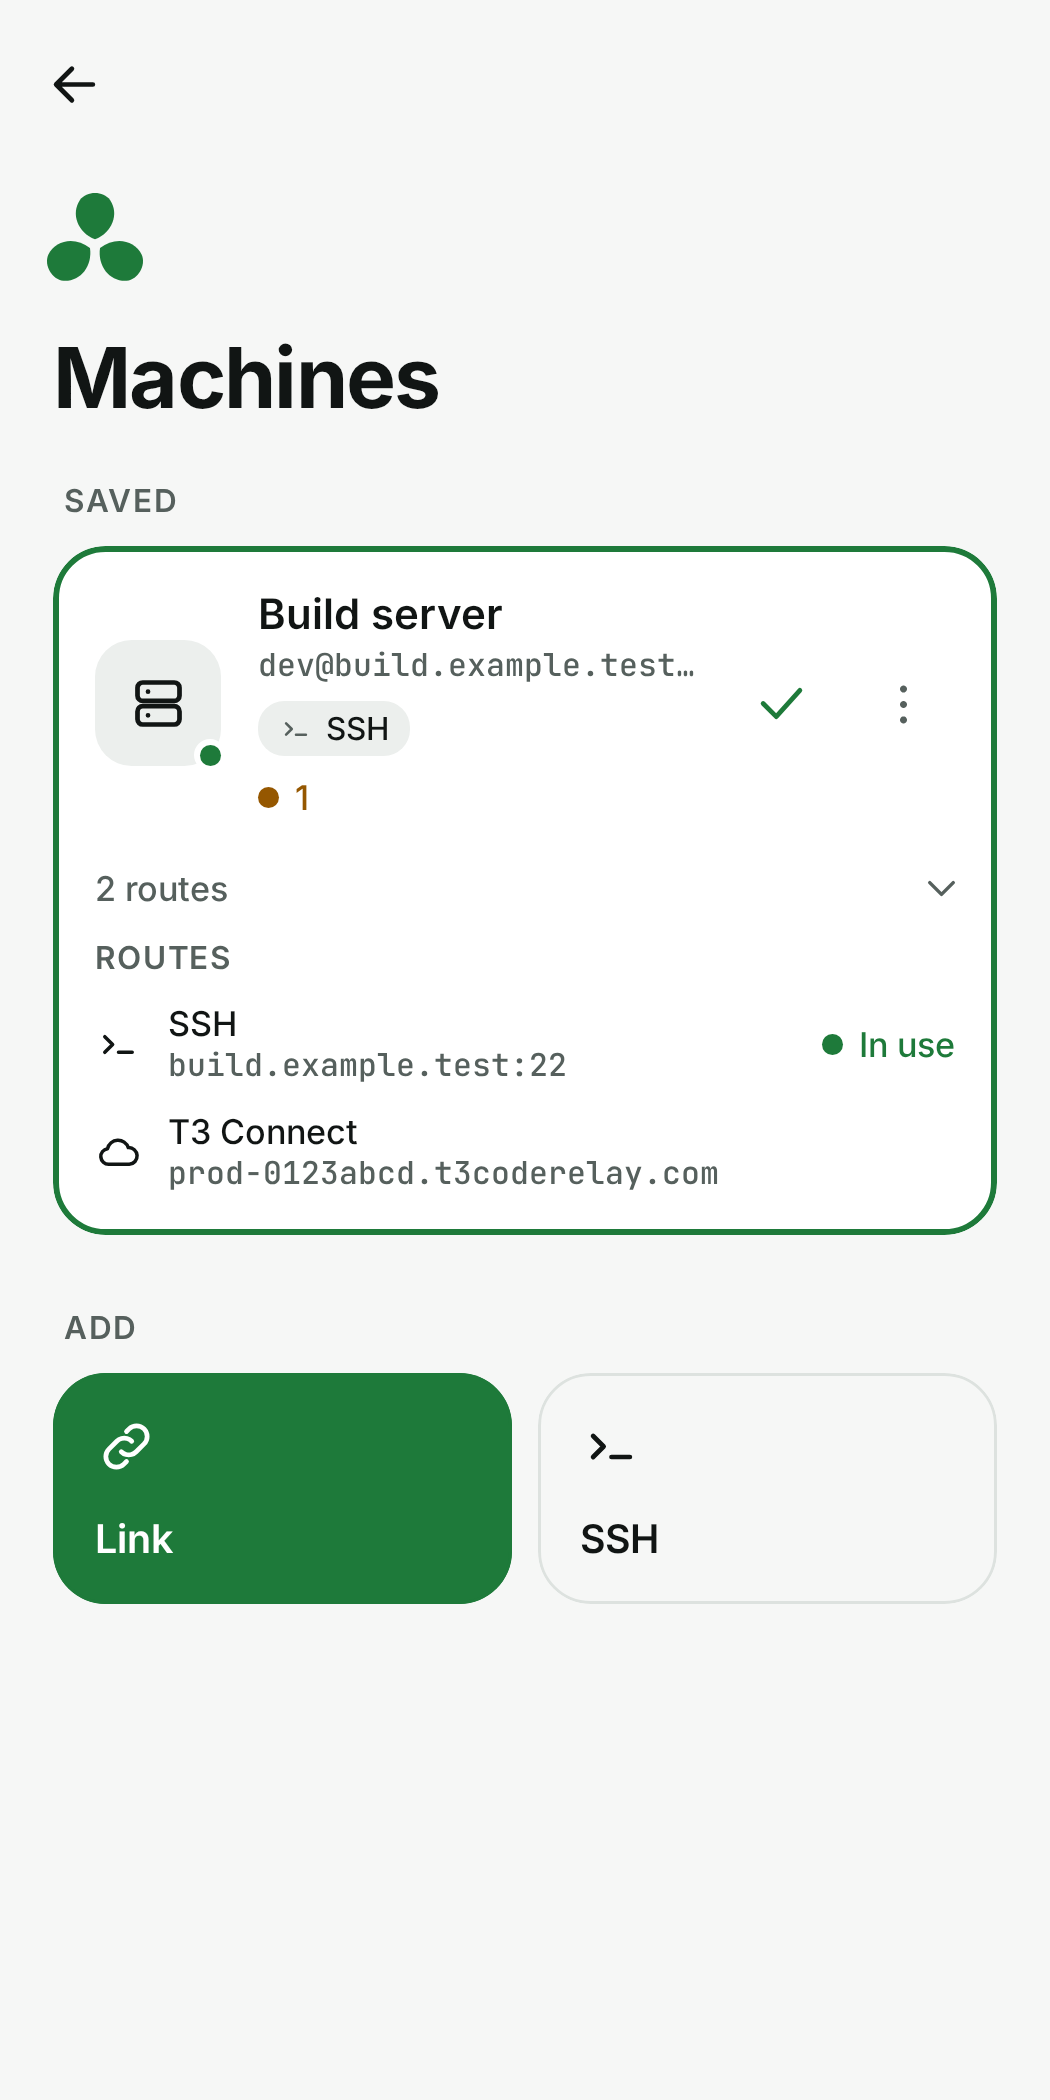 Machines
SAVED
Build server
dev@build.example.test…
SSH
1
2 routes
ROUTES
SSH
build.example.test:22
In use
T3 Connect
prod-0123abcd.t3coderelay.com
ADD
Link
SSH